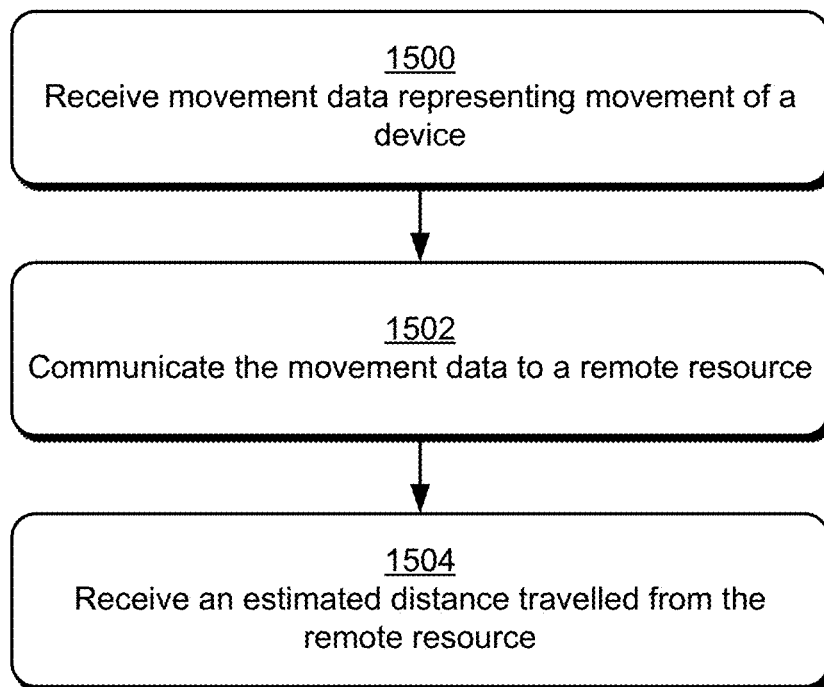 1500
Receive movement data representing movement of a
device
1502
Communicate the movement data to a remote resource
1504
Receive an estimated distance travelled from the
remote resource